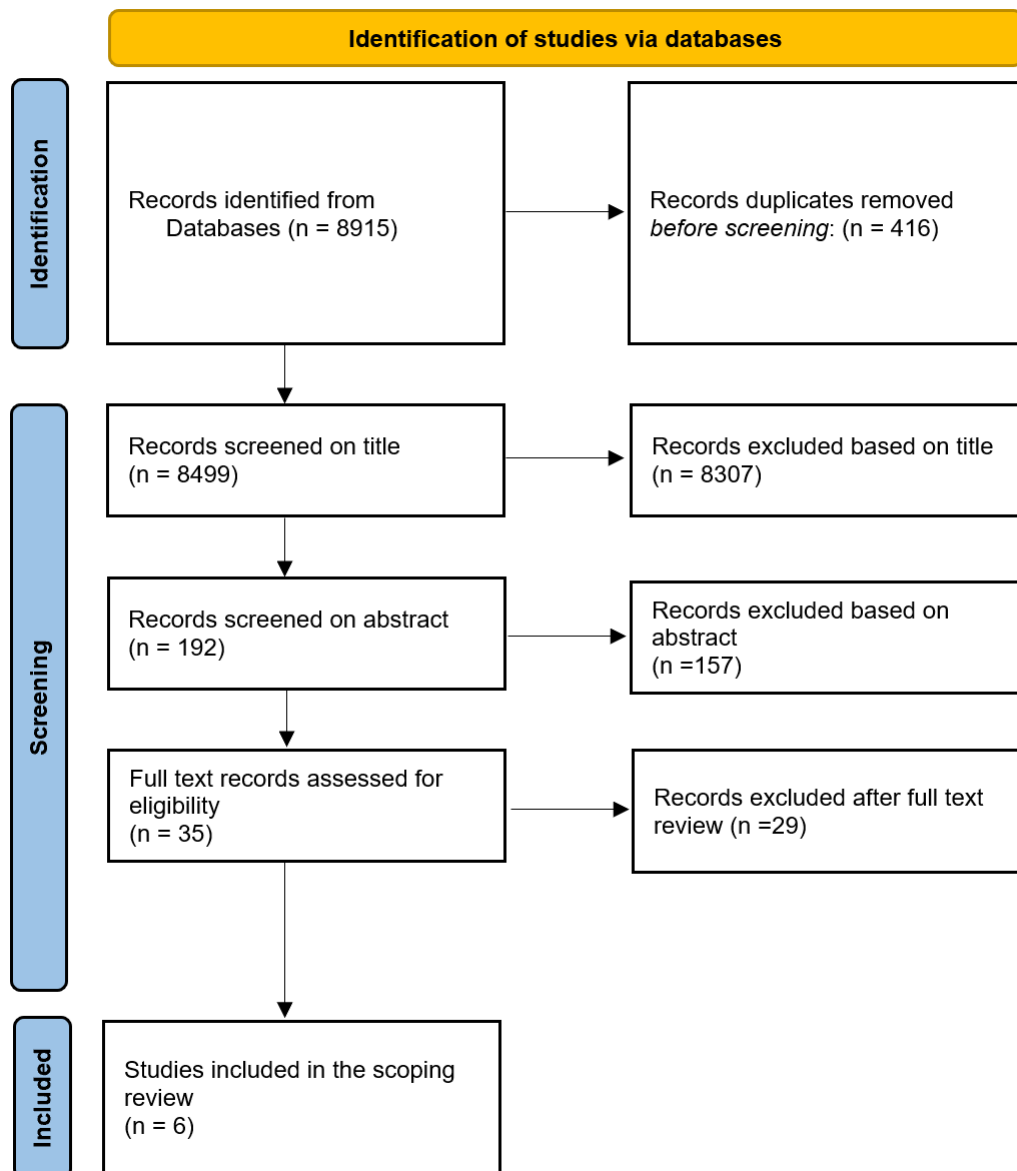 Identification of studies via databases
Identification
Records identified from
Databases (n = 8915)
Records duplicates removed
before screening: (n = 416)
Screening
Records screened on title
(n = 8499)
Records excluded based on title
(n = 8307)
Records screened on abstract
(n = 192)
Records excluded based on
abstract
(n =157)
Full text records assessed for
eligibility
(n = 35)
Records excluded after full text
review (n =29)
Included
Studies included in the scoping
review
(n = 6)